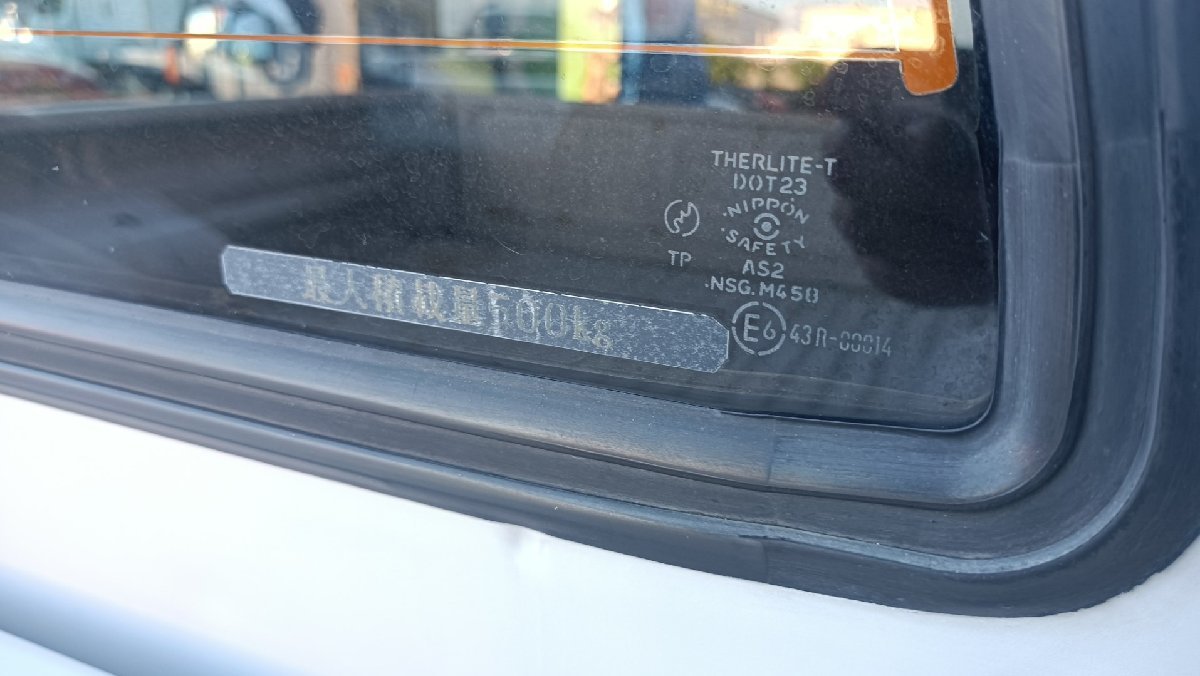 THERLITE-T
DOT23
NIPPON
SAFETY
TP
AS2
.NSG.M458
最大積載量500kg
E6 43R-00014